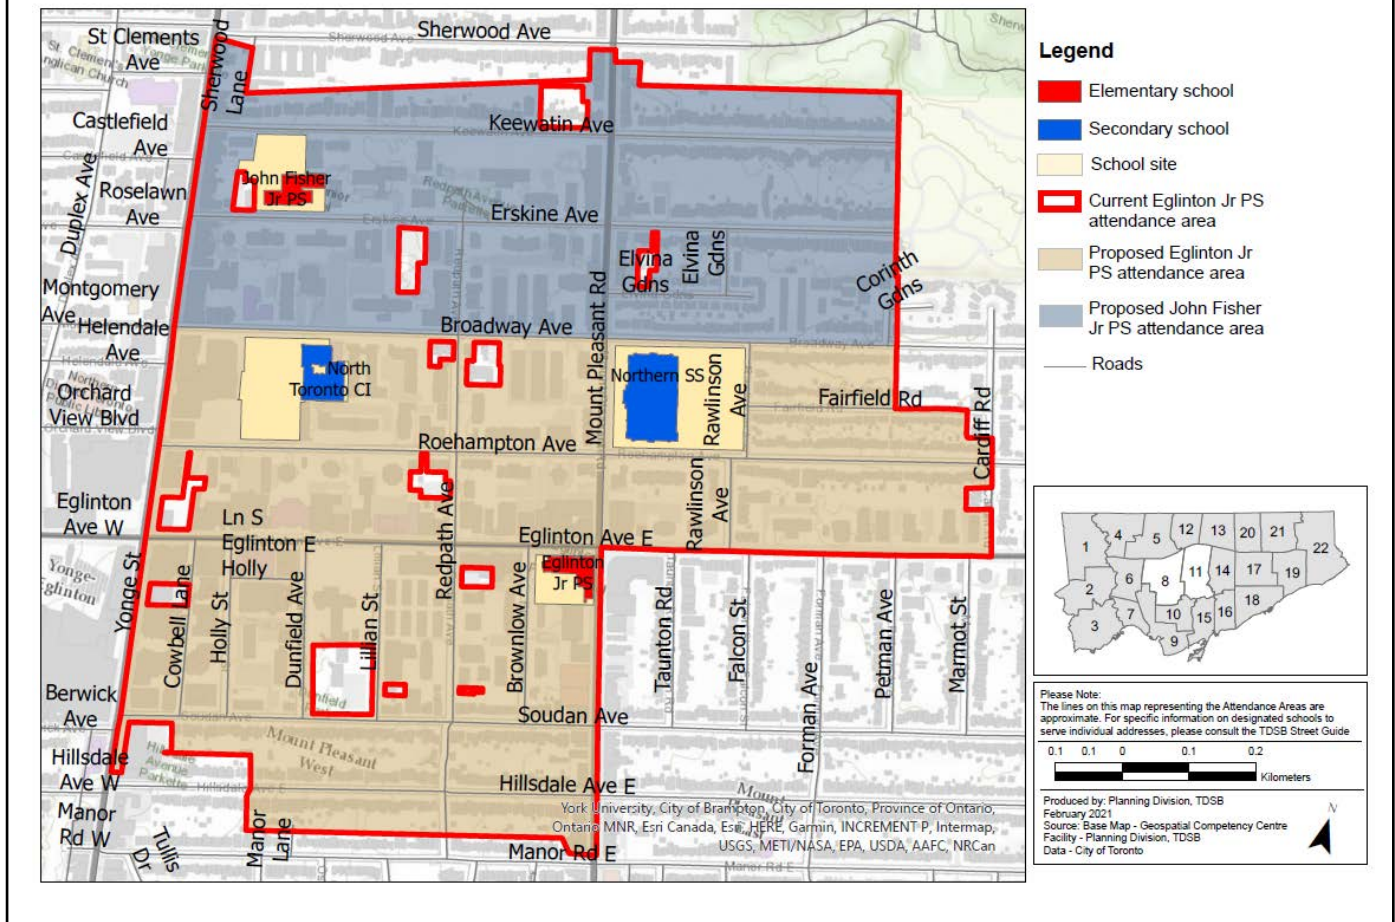 St Clements
Ave
Sherwood
Lane
Sherwood Ave
Castlefield
Ave
Keewatin Ave
Duplex Ave
Roselawn
Ave
John Fisher
Jr PS
Erskine Ave
Elvina
Gdns
Elvina
Gdns
Corinth
Gdns
Montgomery
Ave
Helendale
Ave
Broadway Ave
Mount Pleasant Rd
Orchard
View Blvd
North
Toronto CI
Northern SS
Rawlinson
Ave
Fairfield Rd
Cardiff Rd
Roehampton Ave
Eglinton
Ave W
Redpath Ave
Rawlinson
Ave
Ln S
Eglinton E
Holly
Eglinton Ave E
Eglinton
Jr PS
Yonge-
Eglinton
Yonge St
Cowbell Lane
Holly St
Dunfield Ave
Lillian St
Brownlow Ave
Taunton Rd
Falcon St
Forman Ave
Petman Ave
Marmot St
Berwick
Ave
Soudan Ave
Mount Pleasant
West
Hillsdale
Ave W
Hillsdale Ave E
Manor
Rd W
Tullis
Dr
Manor
Lane
Manor Rd E
York University, City of Brampton, City of Toronto, Province of Ontario,
Ontario MNR, Esri Canada, Esri, HERE, Garmin, INCREMENT P, Intermap,
USGS, METI/NASA, EPA, USDA, AAFC, NRCan
Legend
Elementary school
Secondary school
School site
Current Eglinton Jr PS
attendance area
Proposed Eglinton Jr
PS attendance area
Proposed John Fisher
Jr PS attendance area
Roads
1
2
3
4
5
6
7
8
9
10
11
12
13
14
15
16
17
18
19
20
21
22
Please Note:
The lines on this map representing the Attendance Areas are
approximate. For specific information on designated schools to
serve individual addresses, please consult the TDSB Street Guide
0.1 0.1 0 0.1 0.2
Kilometers
Produced by: Planning Division, TDSB
February 2021
Source: Base Map - Geospatial Competency Centre
Facility - Planning Division, TDSB
Data - City of Toronto
N